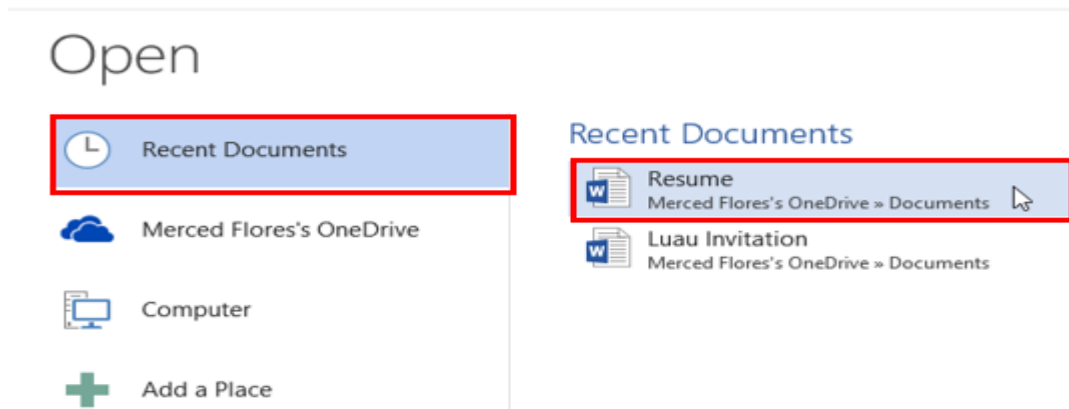 Open
Recent Documents
Merced Flores's OneDrive
Computer
Add a Place
Recent Documents
Resume
Merced Flores's OneDrive » Documents
Luau Invitation
Merced Flores's OneDrive » Documents